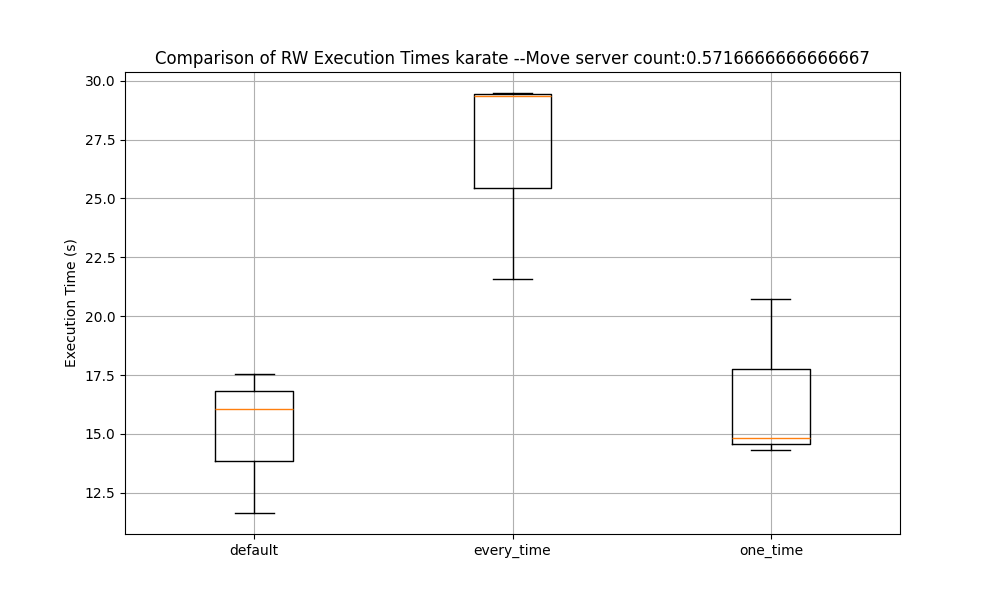 Comparison of RW Execution Times karate --Move server count:0.5716666666666667
30.0
27.5
25.0
22.5
20.0
17.5
15.0
12.5
Execution Time (s)
default
every_time
one_time